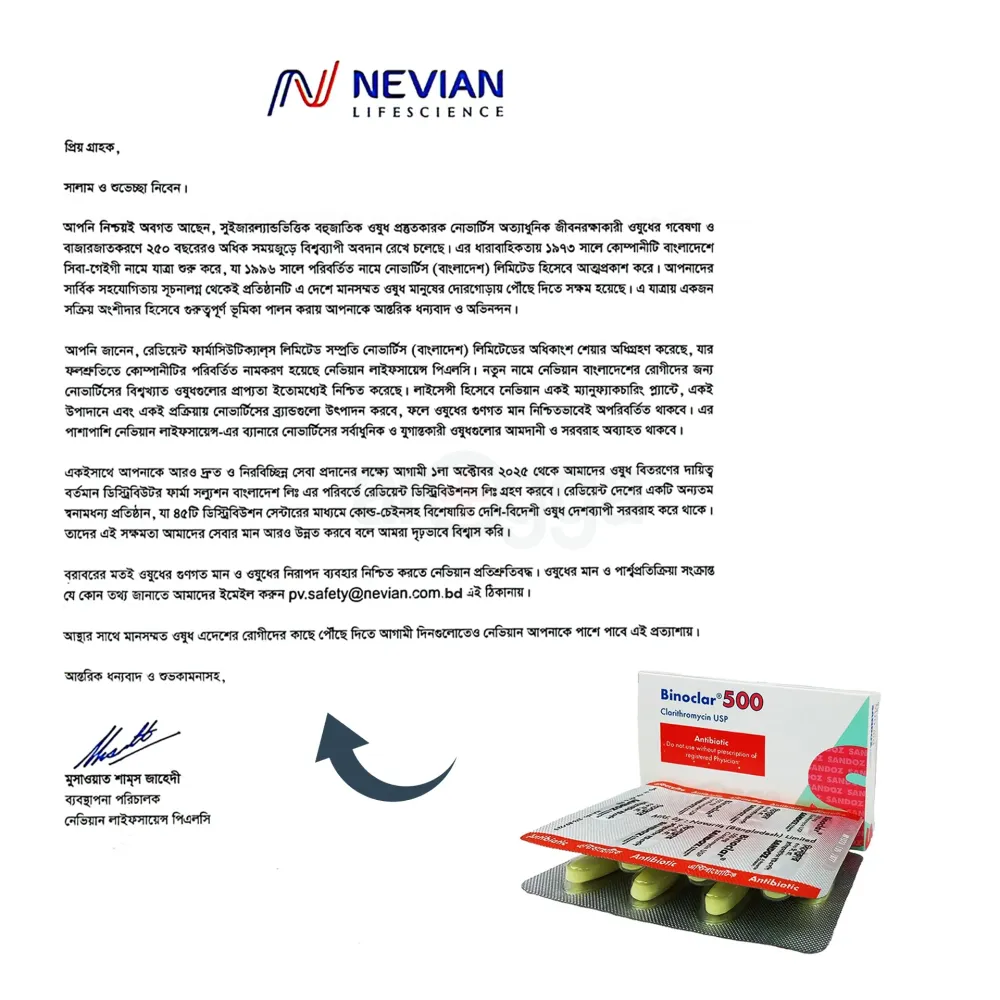 NEVIAN
LIFESCIENCE
প্রিয় গ্রাহক,
সালাম ও শুভেচ্ছা নিবেন।
আপনি নিশ্চয়ই অবগত আছেন, সুইজারল্যান্ডভিত্তিক বহুজাতিক ওষুধ প্রস্তুতকারক নোভার্টিস অত্যাধুনিক জীবনরক্ষাকারী ওষুধের গবেষণা ও
বাজারজাতকরণে ২৫০ বছরেরও অধিক সময়জুড়ে বিশ্বব্যাপী অবদান রেখে চলেছে। এর ধারাবাহিকতায় ১৯৭৩ সালে কোম্পানীটি বাংলাদেশে
সিবা-গেইগী নামে যাত্রা শুরু করে, যা ১৯৯৬ সালে পরিবর্তিত নামে নোভার্টিস (বাংলাদেশ) লিমিটেড হিসেবে আত্মপ্রকাশ করে। আপনাদের
সার্বিক সহযোগিতায় সূচনালগ্ন থেকেই প্রতিষ্ঠানটি এ দেশে মানসম্মত ওষুধ মানুষের দোরগোড়ায় পৌঁছে দিতে সক্ষম হয়েছে। এ যাত্রায় একজন
সক্রিয় অংশীদার হিসেবে গুরুত্বপূর্ণ ভূমিকা পালন করায় আপনাকে আন্তরিক ধন্যবাদ ও অভিনন্দন।
আপনি জানেন, রেডিয়েন্ট ফার্মাসিউটিক্যাল্‌স লিমিটেড সম্প্রতি নোভার্টিস (বাংলাদেশ) লিমিটেডের অধিকাংশ শেয়ার অধিগ্রহণ করেছে, যার
ফলশ্রুতিতে কোম্পানীটির পরিবর্তিত নামকরণ হয়েছে নেভিয়ান লাইফসায়েন্স পিএলসি। নতুন নামে নেভিয়ান বাংলাদেশের রোগীদের জন্য
নোভার্টিসের বিশ্বখ্যাত ওষুধগুলোর প্রাপ্যতা ইতোমধ্যেই নিশ্চিত করেছে। লাইসেন্সী হিসেবে নেভিয়ান একই ম্যানুফ্যাকচারিং প্ল্যান্টে, একই
উপাদানে এবং একই প্রক্রিয়ায় নোভার্টিসের ব্র্যান্ডগুলো উৎপাদন করবে, ফলে ওষুধের গুণগত মান নিশ্চিতভাবেই অপরিবর্তিত থাকবে। এর
পাশাপাশি নেভিয়ান লাইফসায়েন্স-এর ব্যানারে নোভার্টিসের সর্বাধুনিক ও যুগান্তকারী ওষুধগুলোর আমদানী ও সরবরাহ অব্যাহত থাকবে।
একইসাথে আপনাকে আরও দ্রুত ও নিরবিচ্ছিন্ন সেবা প্রদানের লক্ষ্যে আগামী ১লা অক্টোবর ২০২৫ থেকে আমাদের ওষুধ বিতরণের দায়িত্ব
বর্তমান ডিস্ট্রিবিউটর ফার্মা সল্যুশন বাংলাদেশ লিঃ এর পরিবর্তে রেডিয়েন্ট ডিস্ট্রিবিউশনস লিঃ গ্রহণ করবে। রেডিয়েন্ট দেশের একটি অন্যতম
স্বনামধন্য প্রতিষ্ঠান, যা ৪৫টি ডিস্ট্রিবিউশন সেন্টারের মাধ্যমে কোল্ড-চেইনসহ বিশেষায়িত দেশি-বিদেশী ওষুধ দেশব্যাপী সরবরাহ করে থাকে।
তাদের এই সক্ষমতা আমাদের সেবার মান আরও উন্নত করবে বলে আমরা দৃঢ়ভাবে বিশ্বাস করি।
বরাবরের মতই ওষুধের গুণগত মান ও ওষুধের নিরাপদ ব্যবহার নিশ্চিত করতে নেভিয়ান প্রতিশ্রুতিবদ্ধ। ওষুধের মান ও পার্শ্বপ্রতিক্রিয়া সংক্রান্ত
যে কোন তথ্য জানাতে আমাদের ইমেইল করুন pv.safety@nevian.com.bd এই ঠিকানায়।
আস্থার সাথে মানসম্মত ওষুধ এদেশের রোগীদের কাছে পৌঁছে দিতে আগামী দিনগুলোতেও নেভিয়ান আপনাকে পাশে পাবে এই প্রত্যাশায়।
আন্তরিক ধন্যবাদ ও শুভকামনাসহ,
মুসাওয়াত শাম্‌স জাহেদী
ব্যবস্থাপনা পরিচালক
নেভিয়ান লাইফসায়েন্স পিএলসি
Binoclar® 500
Clarithromycin USP
Antibiotic
Do not use without prescription of
registered Physician
SANDOZ SANDOZ
Novartis (Bangladesh) Limited
Binoclar®
SANDOZ
Antibiotic এন্টিবায়োটিক Antibiotic এন্টিবায়োটিক Antibiotic